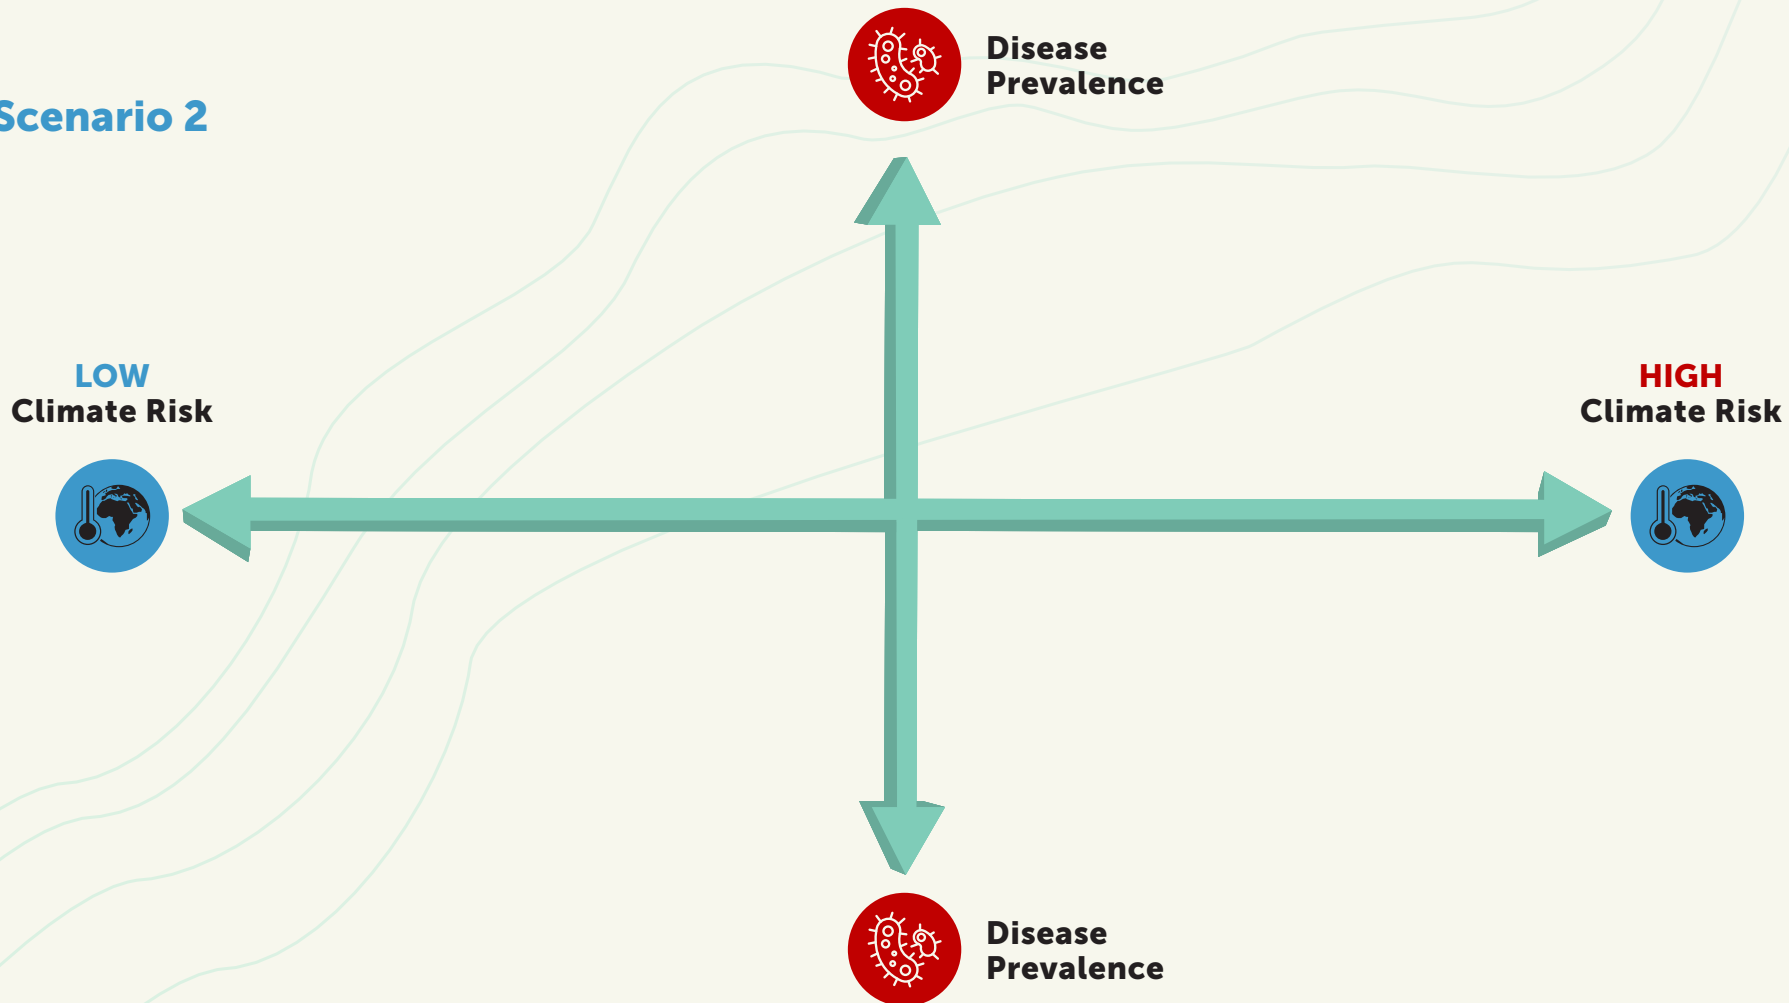 Disease
Prevalence
Scenario 2
LOW
Climate Risk
HIGH
Climate Risk
Disease
Prevalence